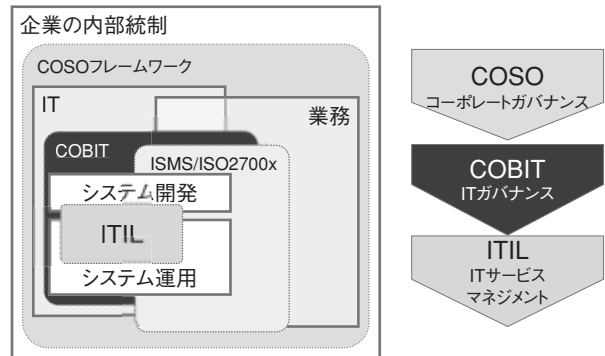 企業の内部統制
COSOフレームワーク
IT
業務
COBIT
ISMS/ISO2700x
システム開発
ITIL
システム運用
COSO
コーポレートガバナンス
COBIT
ITガバナンス
ITIL
ITサービス
マネジメント